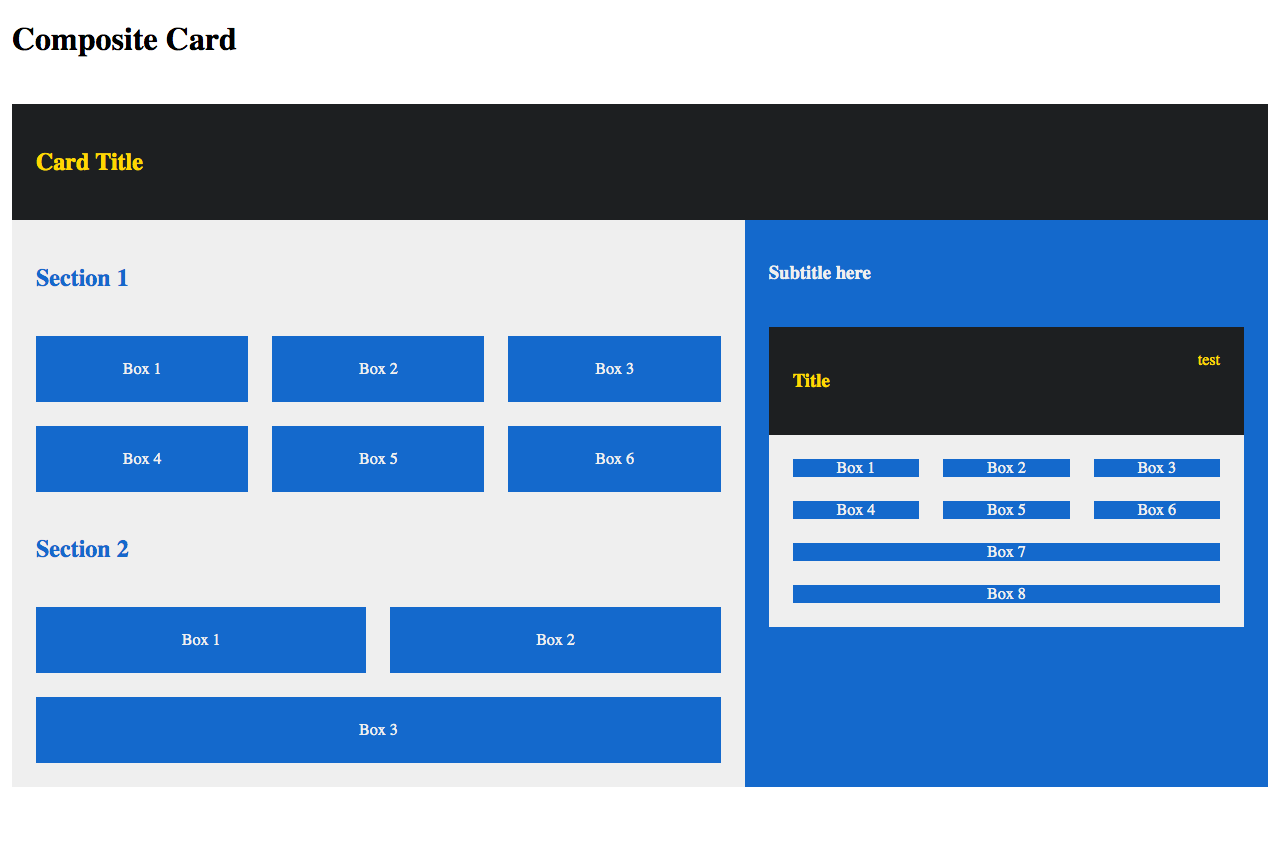 Composite Card
Card Title
Section 1
Box 1 Box 2 Box 3
Box 4 Box 5 Box 6
Section 2
Box 1 Box 2
Box 3
Subtitle here
test
Title
Box 1 Box 2 Box 3
Box 4 Box 5 Box 6
Box 7
Box 8